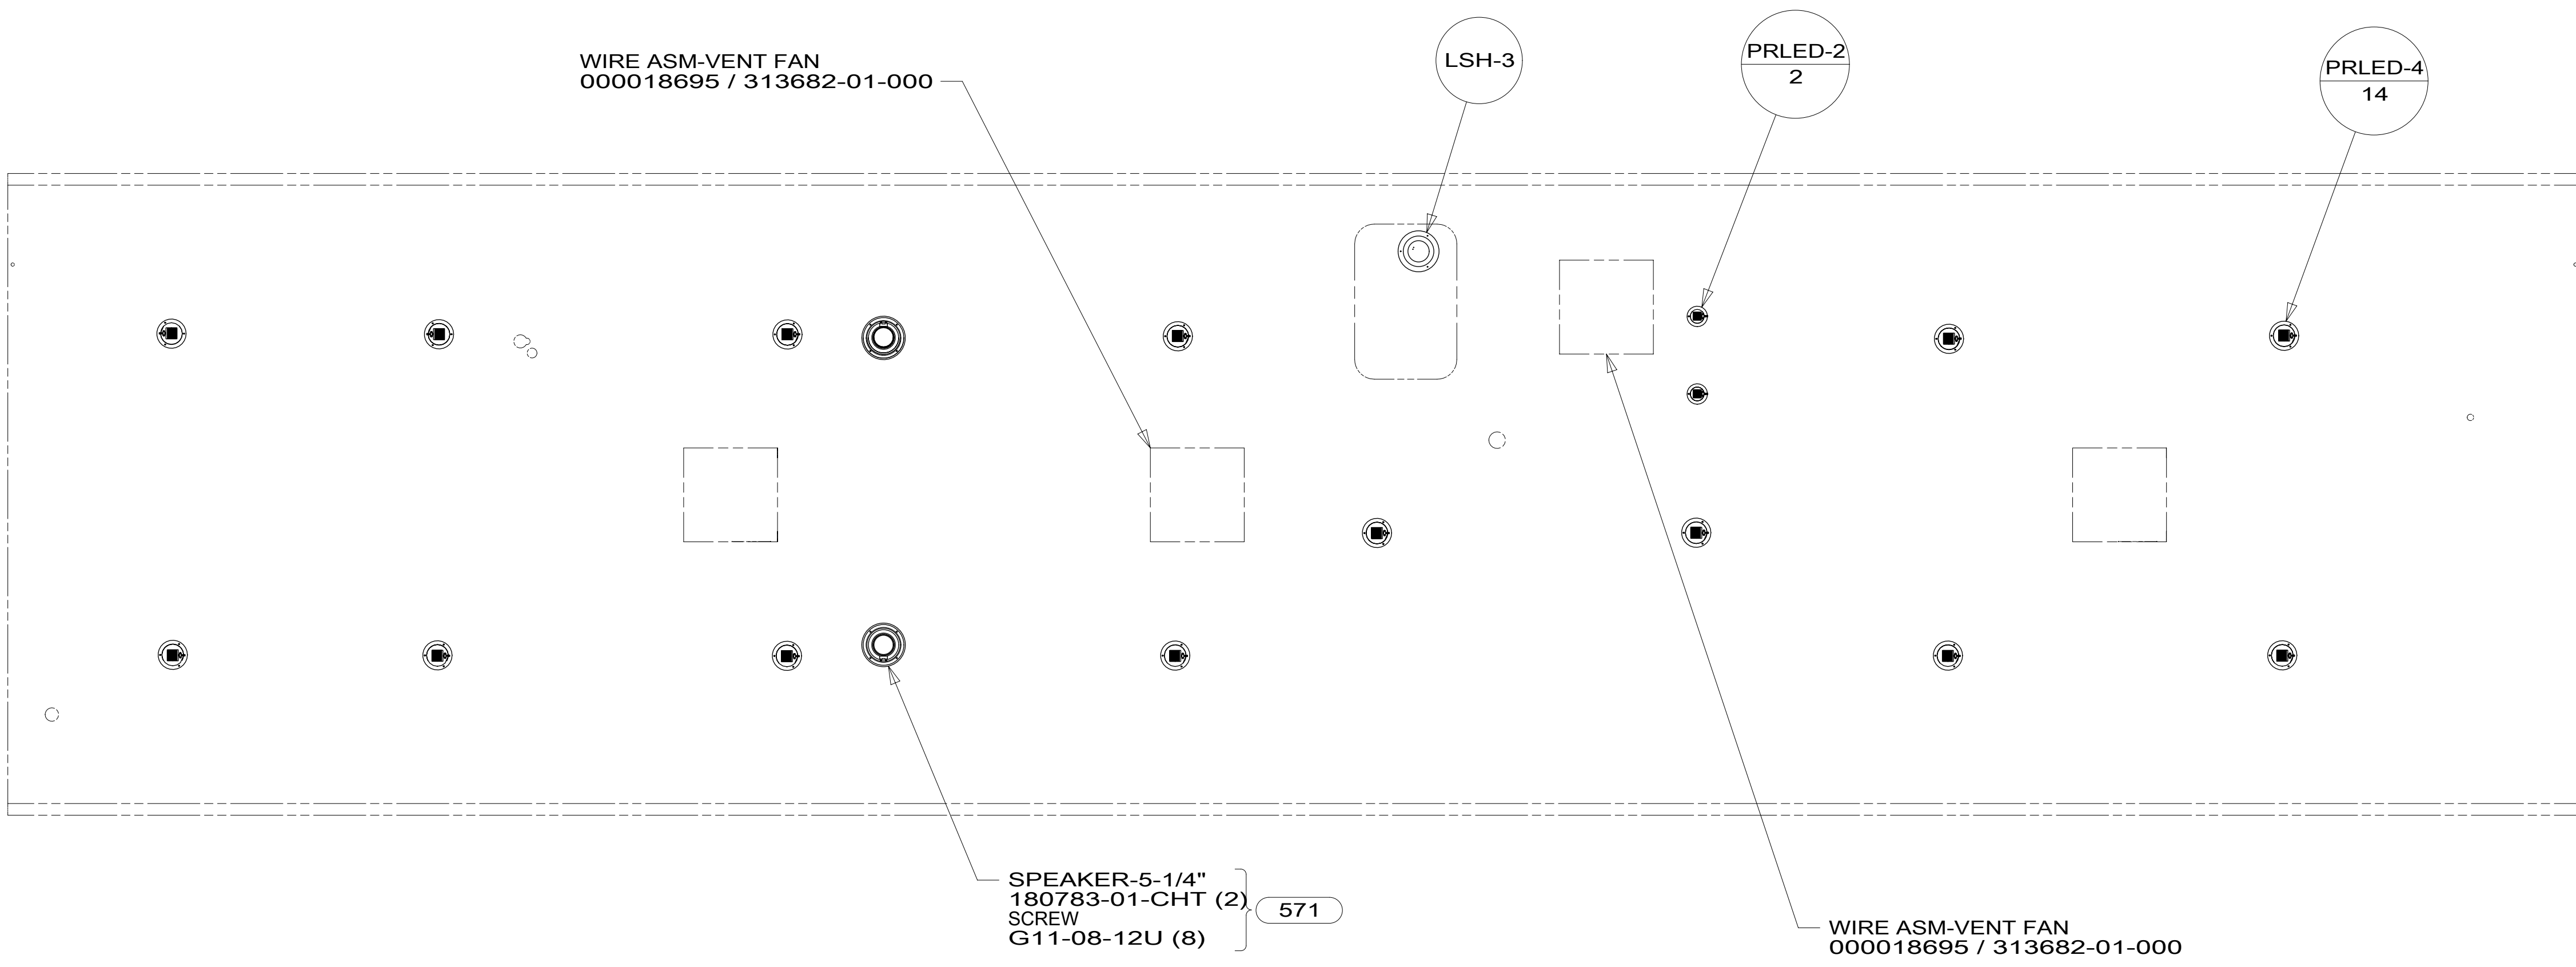 WIRE ASM-VENT FAN
000018695 / 313682-01-000
LSH-3
PRLED-2
2
PRLED-4
14
SPEAKER-5-1/4"
180783-01-CHT (2)
SCREW
G11-08-12U (8)
571
WIRE ASM-VENT FAN
000018695 / 313682-01-000